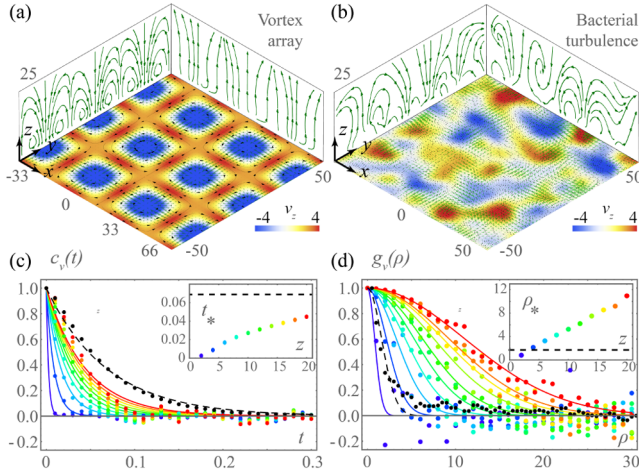 (a)
Vortex
array
25
z
y
x
-33
0
33
66
-50
50
-4
v_z
4
(b)
Bacterial
turbulence
25
z
y
x
0
50
-50
50
-4
v_z
4
(c)
c_v(t)
1.0
0.8
0.6
0.4
0.2
0.0
-0.2
0
0.1
0.2
0.3
t
z
0.06
0.04
0.02
0
t_*
z
0
5
10
15
20
(d)
g_v(ρ)
1.0
0.8
0.6
0.4
0.2
0.0
-0.2
0
10
20
30
ρ
z
12
9
6
3
0
ρ_*
z
0
5
10
15
20